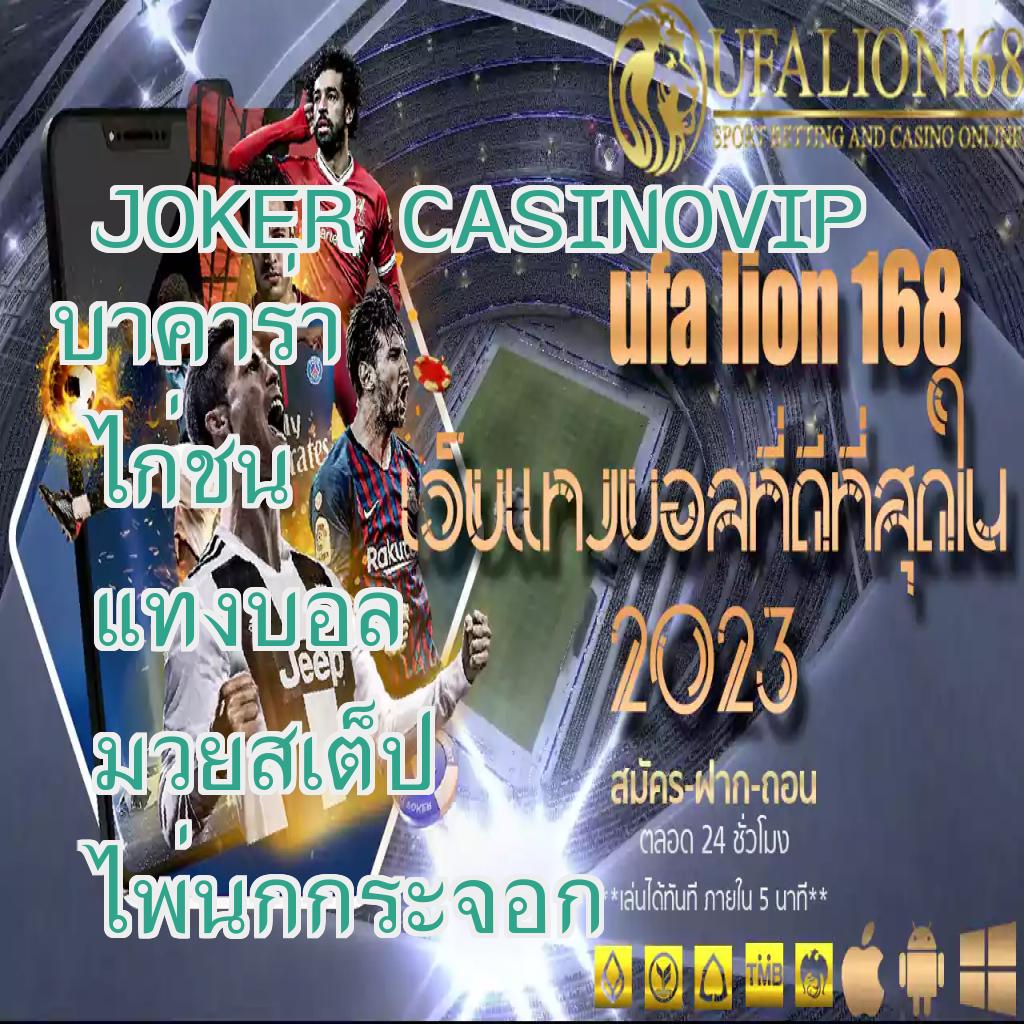 UFALION168
SPORT BETTING AND CASINO ONLINE
JOKER CASINOVIP
ufa lion 168
บาคาร่า
ไก่ชน
เว็บแทงบอลที่ดีที่สุดใน
2023
แทงบอล
Jeep
มวยสเต็ป
สมัคร-ฝาก-ถอน
ตลอด 24 ชั่วโมง
JOKER
ไพ่นกกระจอก
**เล่นได้ทันที ภายใน 5 นาที**
TMB